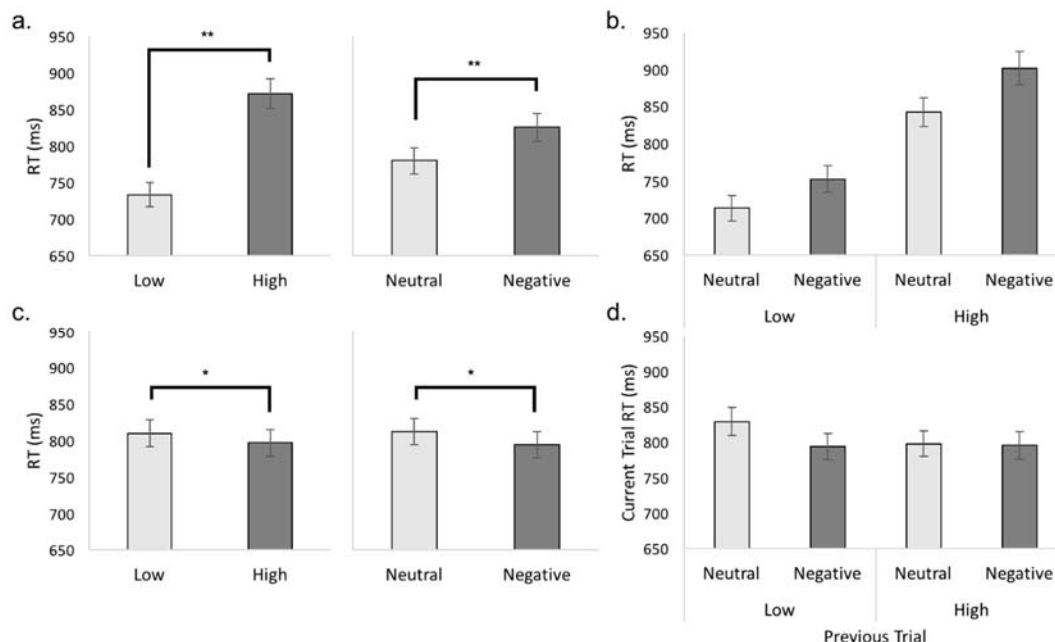 a.
RT (ms)
950
900
850
800
750
700
650
**
Low High
**
Neutral Negative
b.
RT (ms)
950
900
850
800
750
700
650
Neutral Negative Neutral Negative
Low High
c.
RT (ms)
950
900
850
800
750
700
650
*
Low High
*
Neutral Negative
d.
Current Trial RT (ms)
950
900
850
800
750
700
650
Neutral Negative Neutral Negative
Low High
Previous Trial